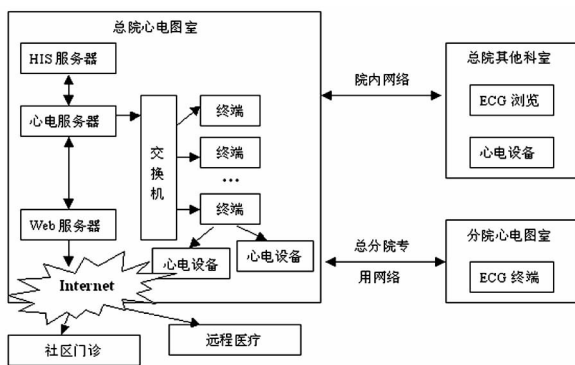 总院心电图室
HIS 服务器
心电服务器
Web 服务器
交
换
机
终端
终端
...
终端
心电设备
心电设备
Internet
社区门诊
远程医疗
院内网络
总院其他科室
ECG 浏览
心电设备
总分院专
用网络
分院心电图室
ECG 终端